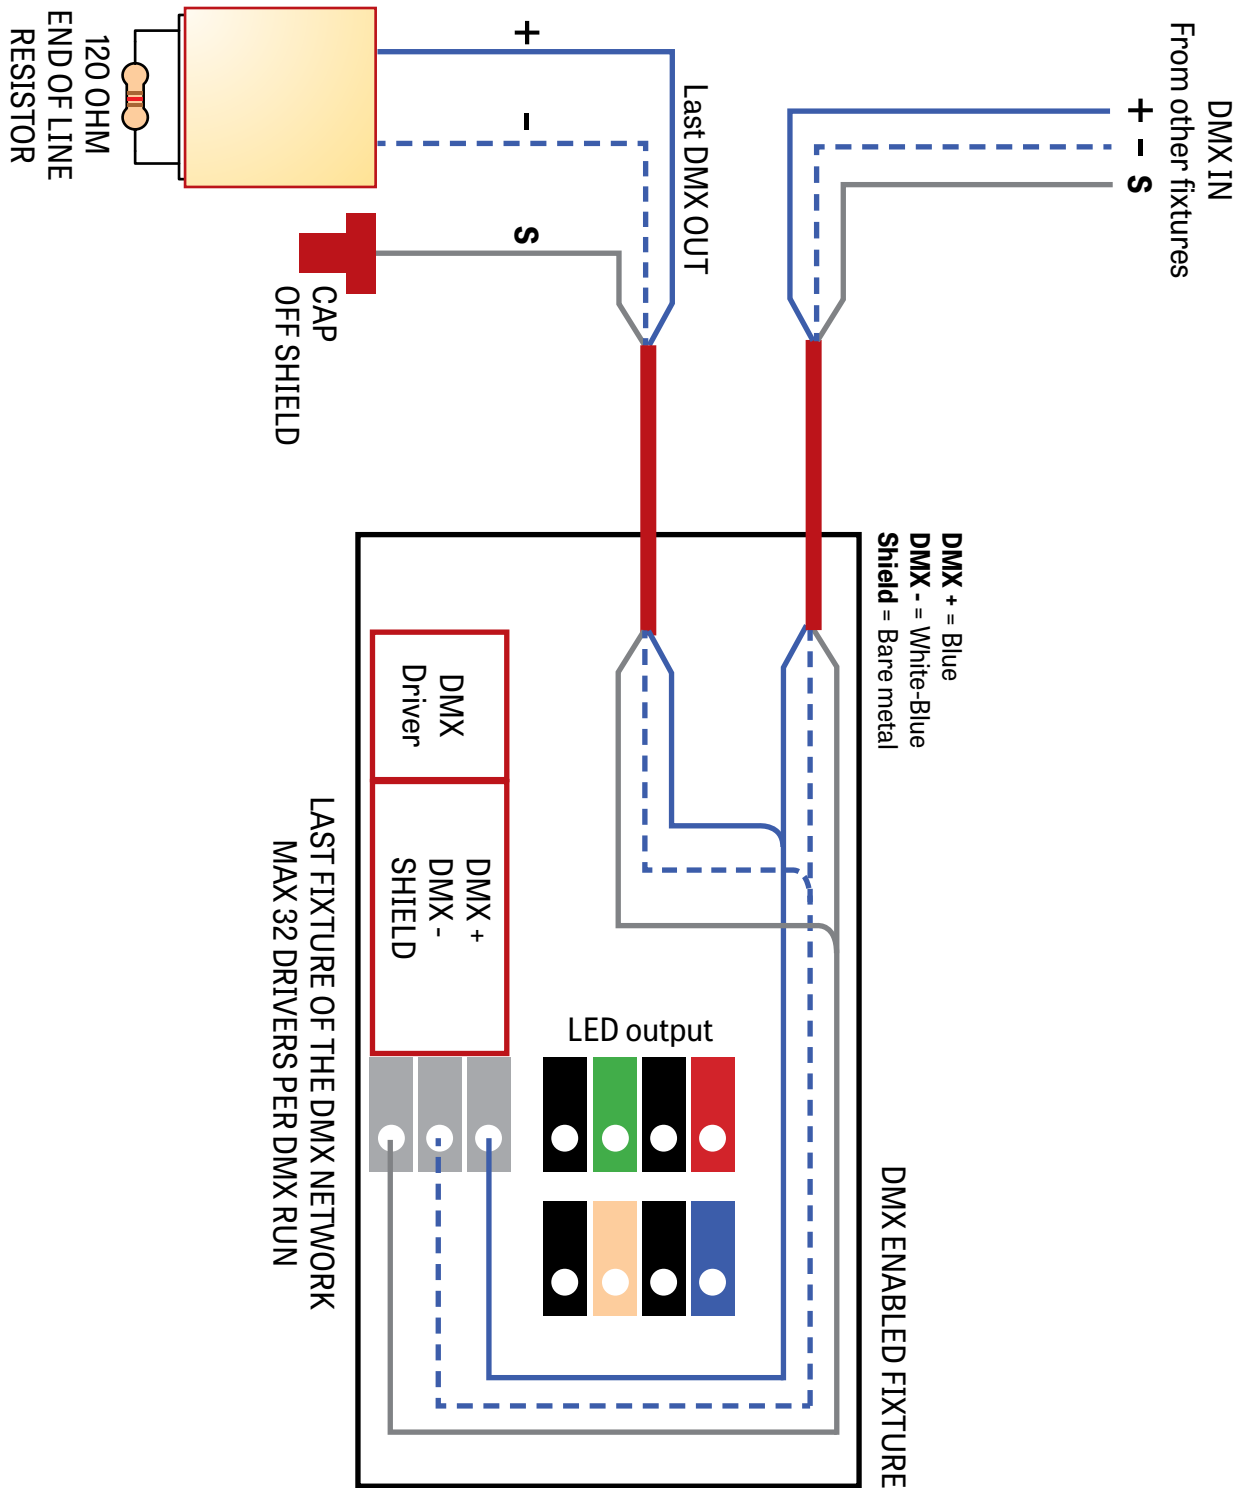 DMX IN
From other fixtures
+
-
S
Last DMX OUT
+
-
S
120 OHM
END OF LINE
RESISTOR
CAP
OFF SHIELD
DMX + = Blue
DMX - = White-Blue
Shield = Bare metal
DMX ENABLED FIXTURE
DMX
Driver
DMX +
DMX -
SHIELD
LED output
LAST FIXTURE OF THE DMX NETWORK
MAX 32 DRIVERS PER DMX RUN